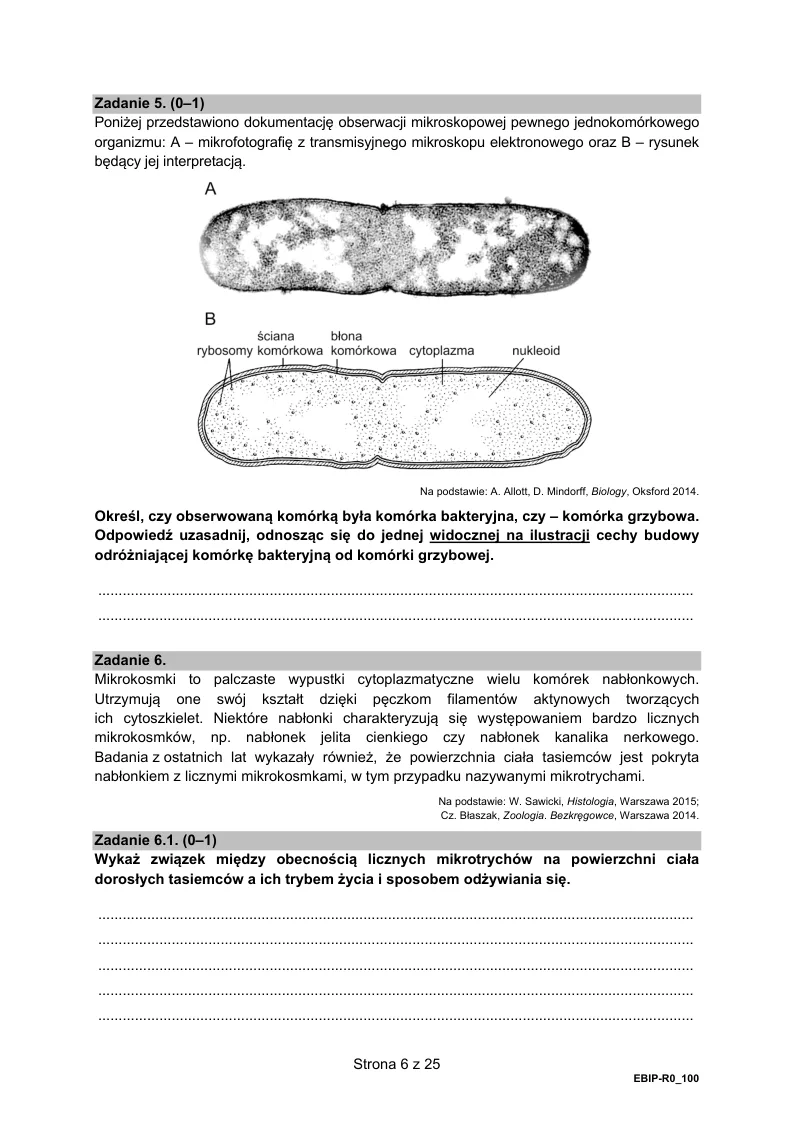 Zadanie 5. (0–1)
Poniżej przedstawiono dokumentację obserwacji mikroskopowej pewnego jednokomórkowego
organizmu: A – mikrofotografię z transmisyjnego mikroskopu elektronowego oraz B – rysunek
będący jej interpretacją.
A
B
ściana błona
rybosomy komórkowa komórkowa cytoplazma nukleoid
Na podstawie: A. Allott, D. Mindorff, Biology, Oksford 2014.
Określ, czy obserwowaną komórką była komórka bakteryjna, czy – komórka grzybowa.
Odpowiedź uzasadnij, odnosząc się do jednej widocznej na ilustracji cechy budowy
odróżniającej komórkę bakteryjną od komórki grzybowej.
....................................................................................................................................................
....................................................................................................................................................
Zadanie 6.
Mikrokosmki to palczaste wypustki cytoplazmatyczne wielu komórek nabłonkowych.
Utrzymują one swój kształt dzięki pęczkom filamentów aktynowych tworzących
ich cytoszkielet. Niektóre nabłonki charakteryzują się występowaniem bardzo licznych
mikrokosmków, np. nabłonek jelita cienkiego czy nabłonek kanalika nerkowego.
Badania z ostatnich lat wykazały również, że powierzchnia ciała tasiemców jest pokryta
nabłonkiem z licznymi mikrokosmkami, w tym przypadku nazywanymi mikrotrychami.
Na podstawie: W. Sawicki, Histologia, Warszawa 2015;
Cz. Błaszak, Zoologia. Bezkręgowce, Warszawa 2014.
Zadanie 6.1. (0–1)
Wykaż związek między obecnością licznych mikrotrychów na powierzchni ciała
dorosłych tasiemców a ich trybem życia i sposobem odżywiania się.
....................................................................................................................................................
....................................................................................................................................................
....................................................................................................................................................
....................................................................................................................................................
....................................................................................................................................................
Strona 6 z 25
EBIP-R0_100